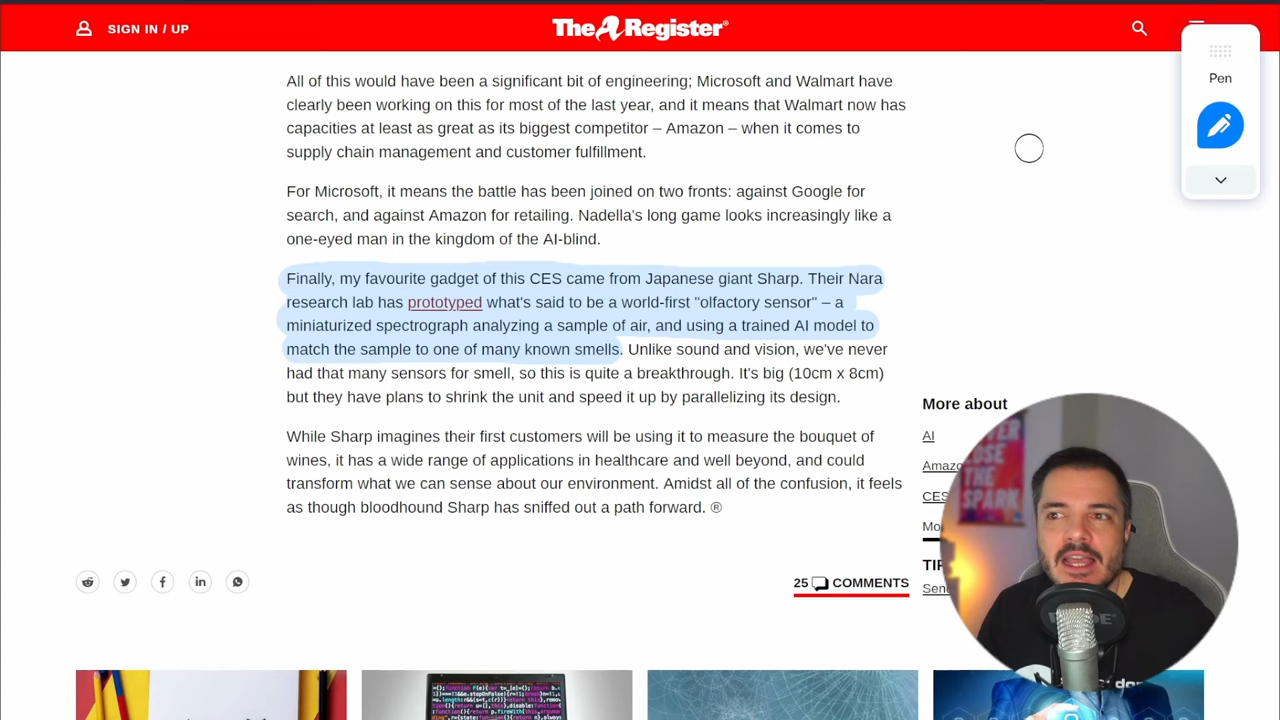 SIGN IN / UP
The Register®
Pen
All of this would have been a significant bit of engineering; Microsoft and Walmart have
clearly been working on this for most of the last year, and it means that Walmart now has
capacities at least as great as its biggest competitor – Amazon – when it comes to
supply chain management and customer fulfillment.
For Microsoft, it means the battle has been joined on two fronts: against Google for
search, and against Amazon for retailing. Nadella's long game looks increasingly like a
one-eyed man in the kingdom of the AI-blind.
Finally, my favourite gadget of this CES came from Japanese giant Sharp. Their Nara
research lab has prototyped what's said to be a world-first "olfactory sensor" – a
miniaturized spectrograph analyzing a sample of air, and using a trained AI model to
match the sample to one of many known smells. Unlike sound and vision, we've never
had that many sensors for smell, so this is quite a breakthrough. It's big (10cm x 8cm)
but they have plans to shrink the unit and speed it up by parallelizing its design.
While Sharp imagines their first customers will be using it to measure the bouquet of
wines, it has a wide range of applications in healthcare and well beyond, and could
transform what we can sense about our environment. Amidst all of the confusion, it feels
as though bloodhound Sharp has sniffed out a path forward. ®
More about
AI
Amazo
CES
Mo
TIP
Send
LOSE
THE
SPARK
25 COMMENTS